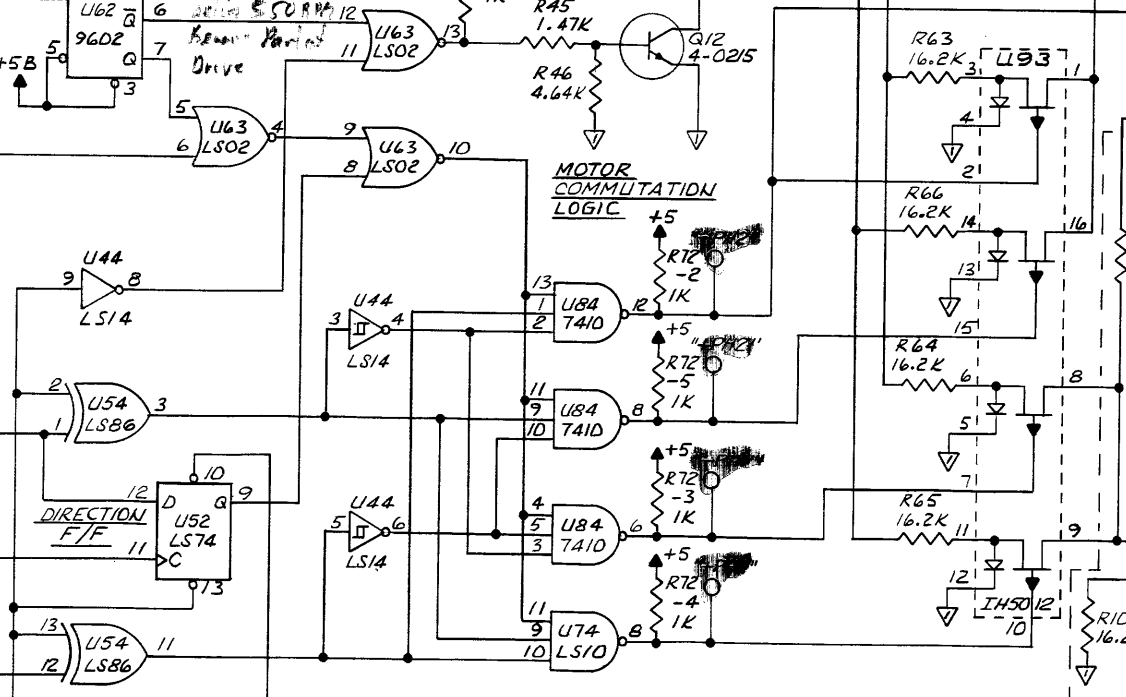 U62
Q
6
9602
Q
7
5
+5B
3
$50 RPM
Drive
12
U63
13
11
LS02
R45
1.47K
R46
4.64K
Q12
4-0215
R63
16.2K
3
U93
1
4
2
5
U63
4
6
LS02
9
U63
10
8
LS02
MOTOR
COMMUTATION
LOGIC
R66
16.2K
14
16
13
15
+5
R72
-2
1K
U44
9
8
LS14
U44
3
4
LS14
13
1
U84
12
2
7410
+5
R72
-5
1K
R64
16.2K
6
8
5
7
2
U54
3
1
LS86
11
9
U84
8
10
7410
+5
R72
-3
1K
10
12
D
Q
9
DIRECTION
F/F
U52
LS74
11
C
13
U44
5
6
LS14
4
5
U84
6
3
7410
+5
R72
-4
1K
R65
16.2K
11
9
12
IH5012
10
13
U54
11
12
LS86
11
9
U74
8
10
LS10